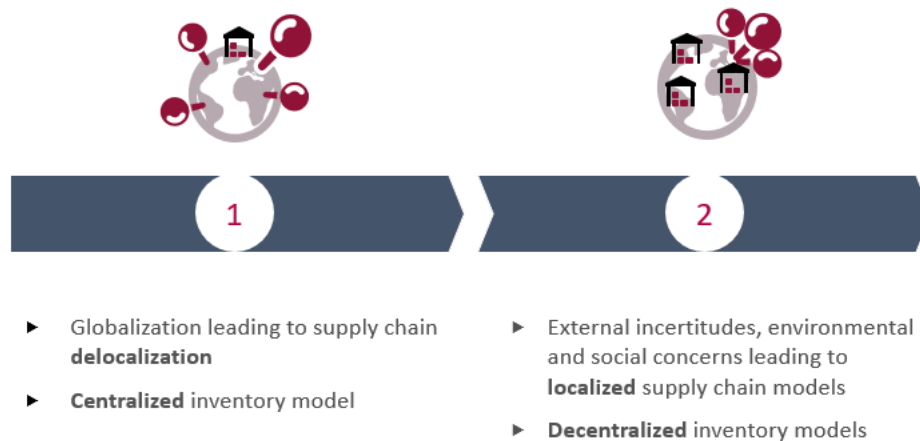 1
2
Globalization leading to supply chain
delocalization
Centralized inventory model
External incertitudes, environmental
and social concerns leading to
localized supply chain models
Decentralized inventory models